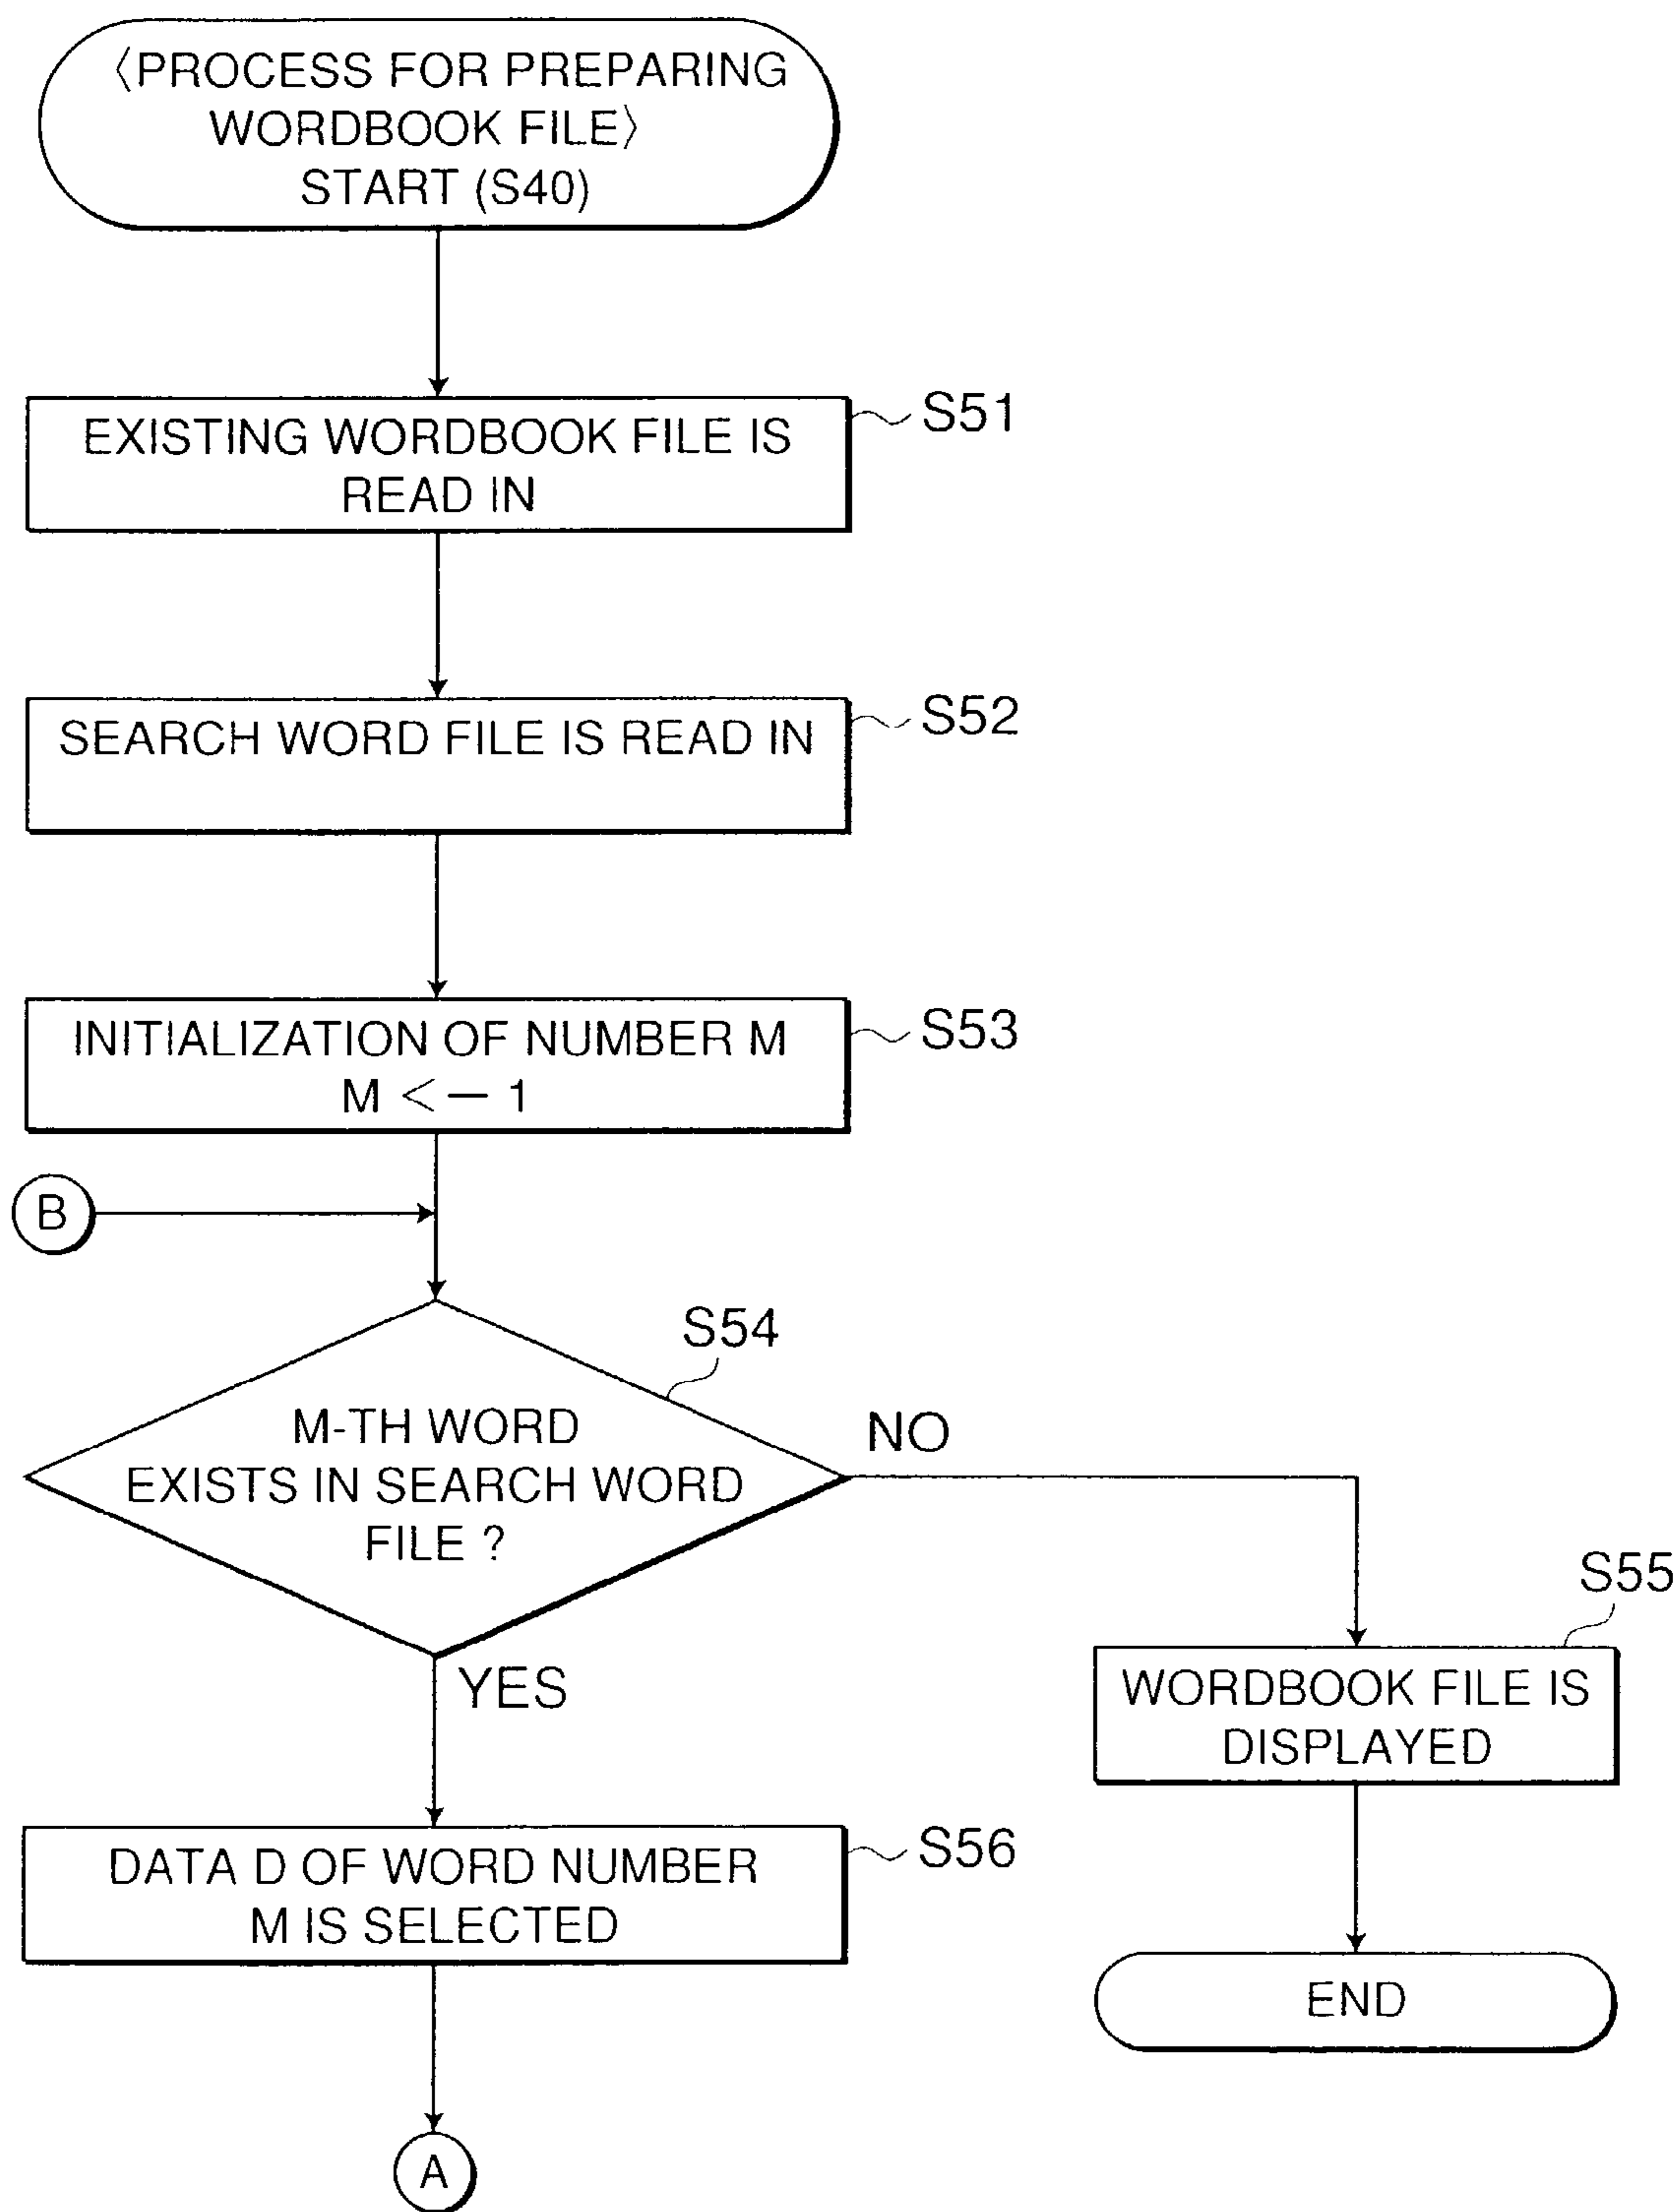 〈PROCESS FOR PREPARING
WORDBOOK FILE〉
START (S40)
S51
EXISTING WORDBOOK FILE IS
READ IN
S52
SEARCH WORD FILE IS READ IN
S53
INITIALIZATION OF NUMBER M
M <— 1
B
S54
M-TH WORD
EXISTS IN SEARCH WORD
FILE ?
NO
YES
S55
WORDBOOK FILE IS
DISPLAYED
S56
DATA D OF WORD NUMBER
M IS SELECTED
END
A